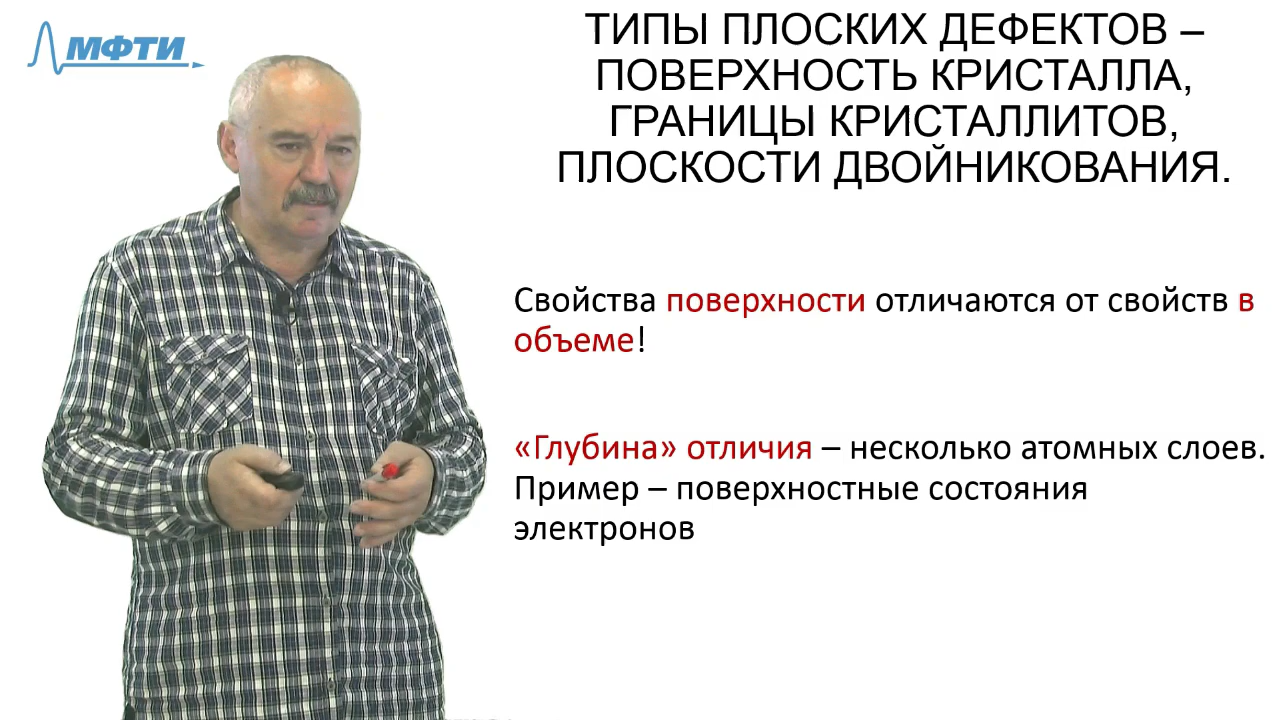 МФТИ
ТИПЫ ПЛОСКИХ ДЕФЕКТОВ –
ПОВЕРХНОСТЬ КРИСТАЛЛА,
ГРАНИЦЫ КРИСТАЛЛИТОВ,
ПЛОСКОСТИ ДВОЙНИКОВАНИЯ.
Свойства поверхности отличаются от свойств в
объеме!
«Глубина» отличия – несколько атомных слоев.
Пример – поверхностные состояния
электронов